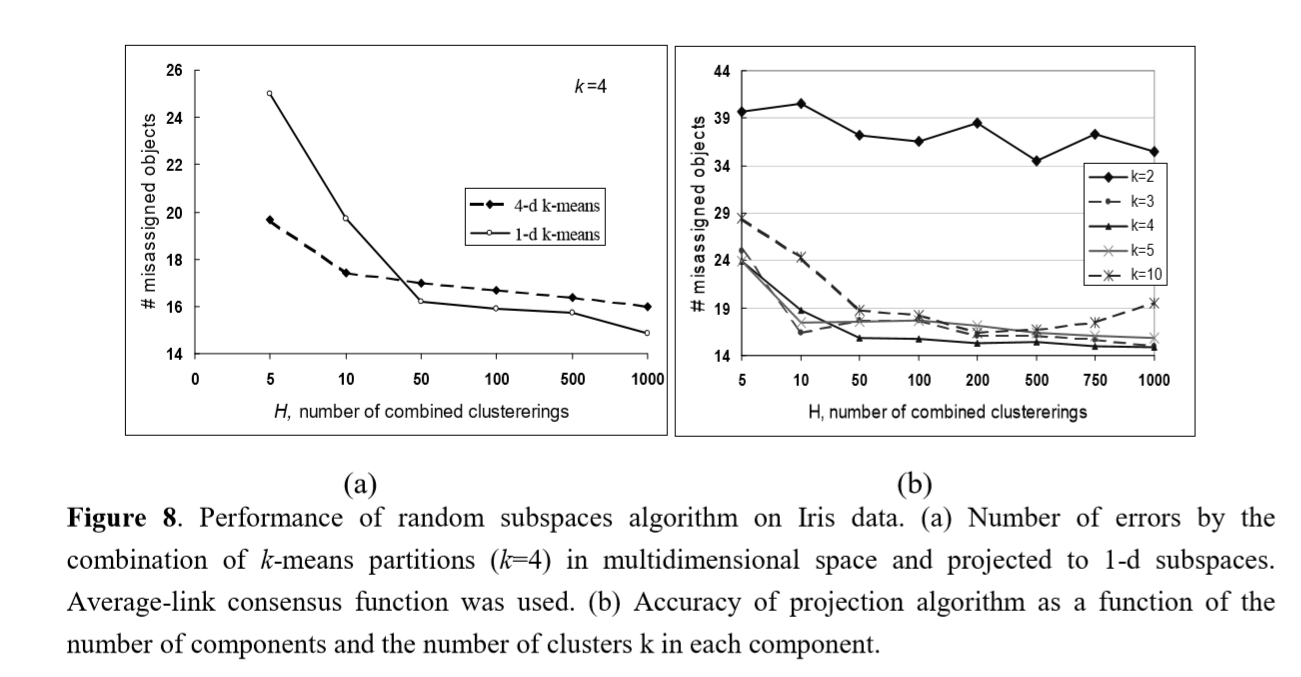 26
24
22
20
18
16
14
# misassigned objects
k=4
4-d k-means
1-d k-means
0 5 10 50 100 500 1000
H, number of combined clustererings
44
39
34
29
24
19
14
# misassigned objects
k=2
k=3
k=4
k=5
k=10
5 10 50 100 200 500 750 1000
H, number of combined clustererings
(a) (b)
Figure 8. Performance of random subspaces algorithm on Iris data. (a) Number of errors by the
combination of k-means partitions (k=4) in multidimensional space and projected to 1-d subspaces.
Average-link consensus function was used. (b) Accuracy of projection algorithm as a function of the
number of components and the number of clusters k in each component.